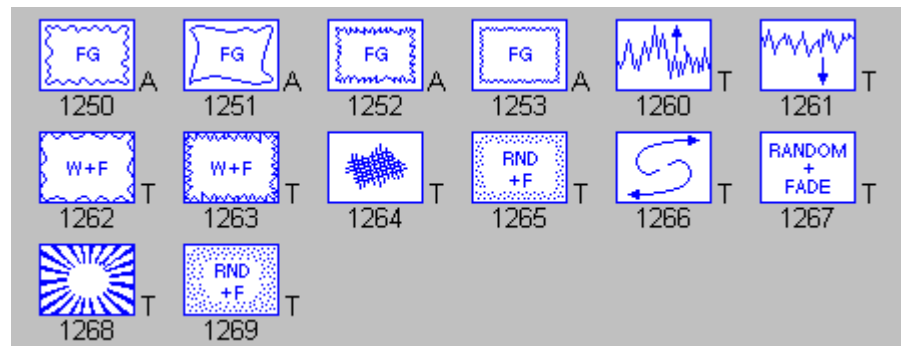 FG A FG A FG A FG A T T
1250 1251 1252 1253 1260 1261
W+F T W+F T T RND +F T T RANDOM + FADE T
1262 1263 1264 1265 1266 1267
T RND +F T
1268 1269